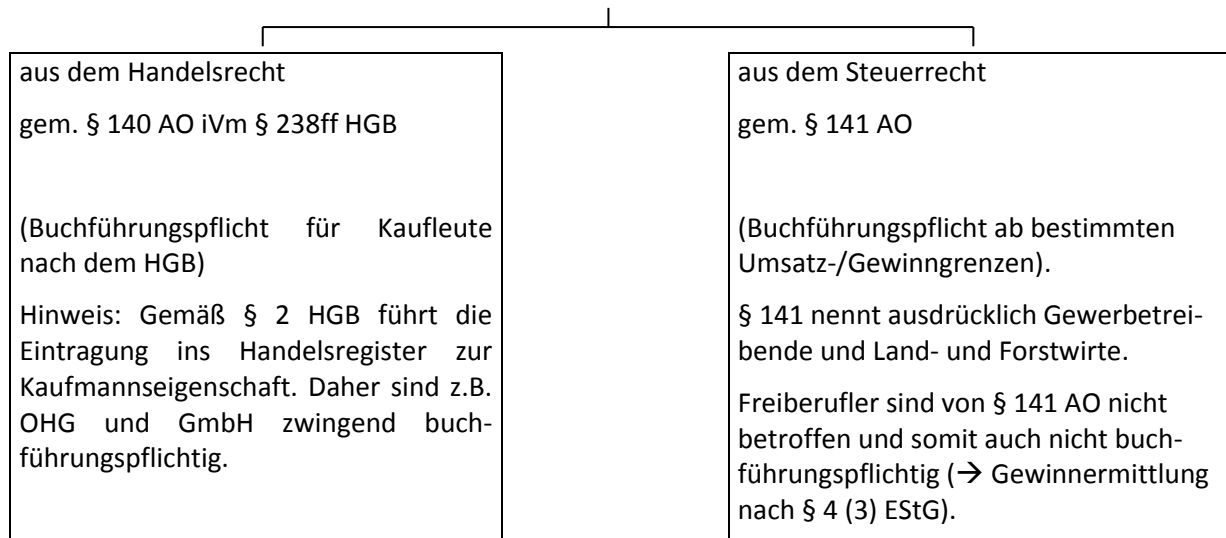 aus dem Handelsrecht
gem. § 140 AO iVm § 238ff HGB
(Buchführungspflicht für Kaufleute
nach dem HGB)
Hinweis: Gemäß § 2 HGB führt die
Eintragung ins Handelsregister zur
Kaufmannseigenschaft. Daher sind z.B.
OHG und GmbH zwingend buch-
führungspflichtig.
aus dem Steuerrecht
gem. § 141 AO
(Buchführungspflicht ab bestimmten
Umsatz-/Gewinngrenzen).
§ 141 nennt ausdrücklich Gewerbetrei-
bende und Land- und Forstwirte.
Freiberufler sind von § 141 AO nicht
betroffen und somit auch nicht buch-
führungspflichtig (→ Gewinnermittlung
nach § 4 (3) EStG).